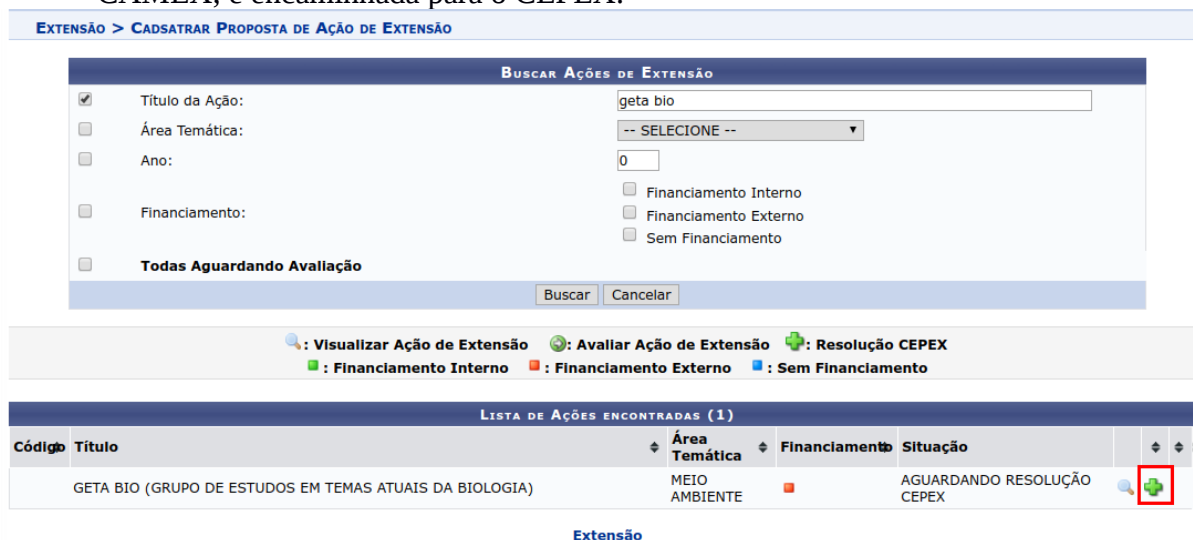 CAMEX, é encaminhada para o CEPEX.
Extensão > Cadsatrar Proposta de Ação de Extensão
Buscar Ações de Extensão
Título da Ação: geta bio
Área Temática: -- SELECIONE --
Ano: 0
Financiamento Interno
Financiamento: Financiamento Externo
Sem Financiamento
Todas Aguardando Avaliação
Buscar Cancelar
: Visualizar Ação de Extensão : Avaliar Ação de Extensão : Resolução CEPEX
: Financiamento Interno : Financiamento Externo : Sem Financiamento
Lista de Ações encontradas (1)
Código Título Área Temática Financiamento Situação
GETA BIO (GRUPO DE ESTUDOS EM TEMAS ATUAIS DA BIOLOGIA) MEIO AMBIENTE AGUARDANDO RESOLUÇÃO CEPEX
Extensão